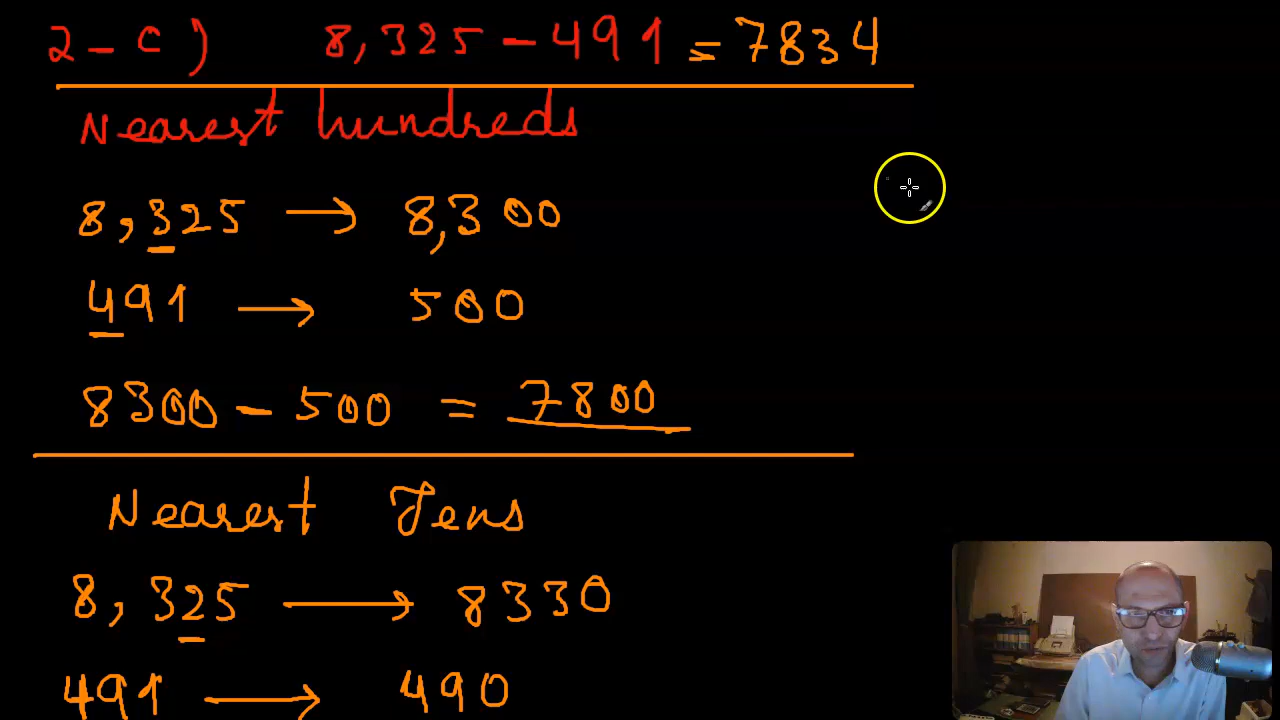 2-c) 8,325 - 491 = 7834
Nearest hundreds
8,325 → 8,300
491 → 500
8300 - 500 = 7800
Nearest Tens
8,325 → 8330
491 → 490